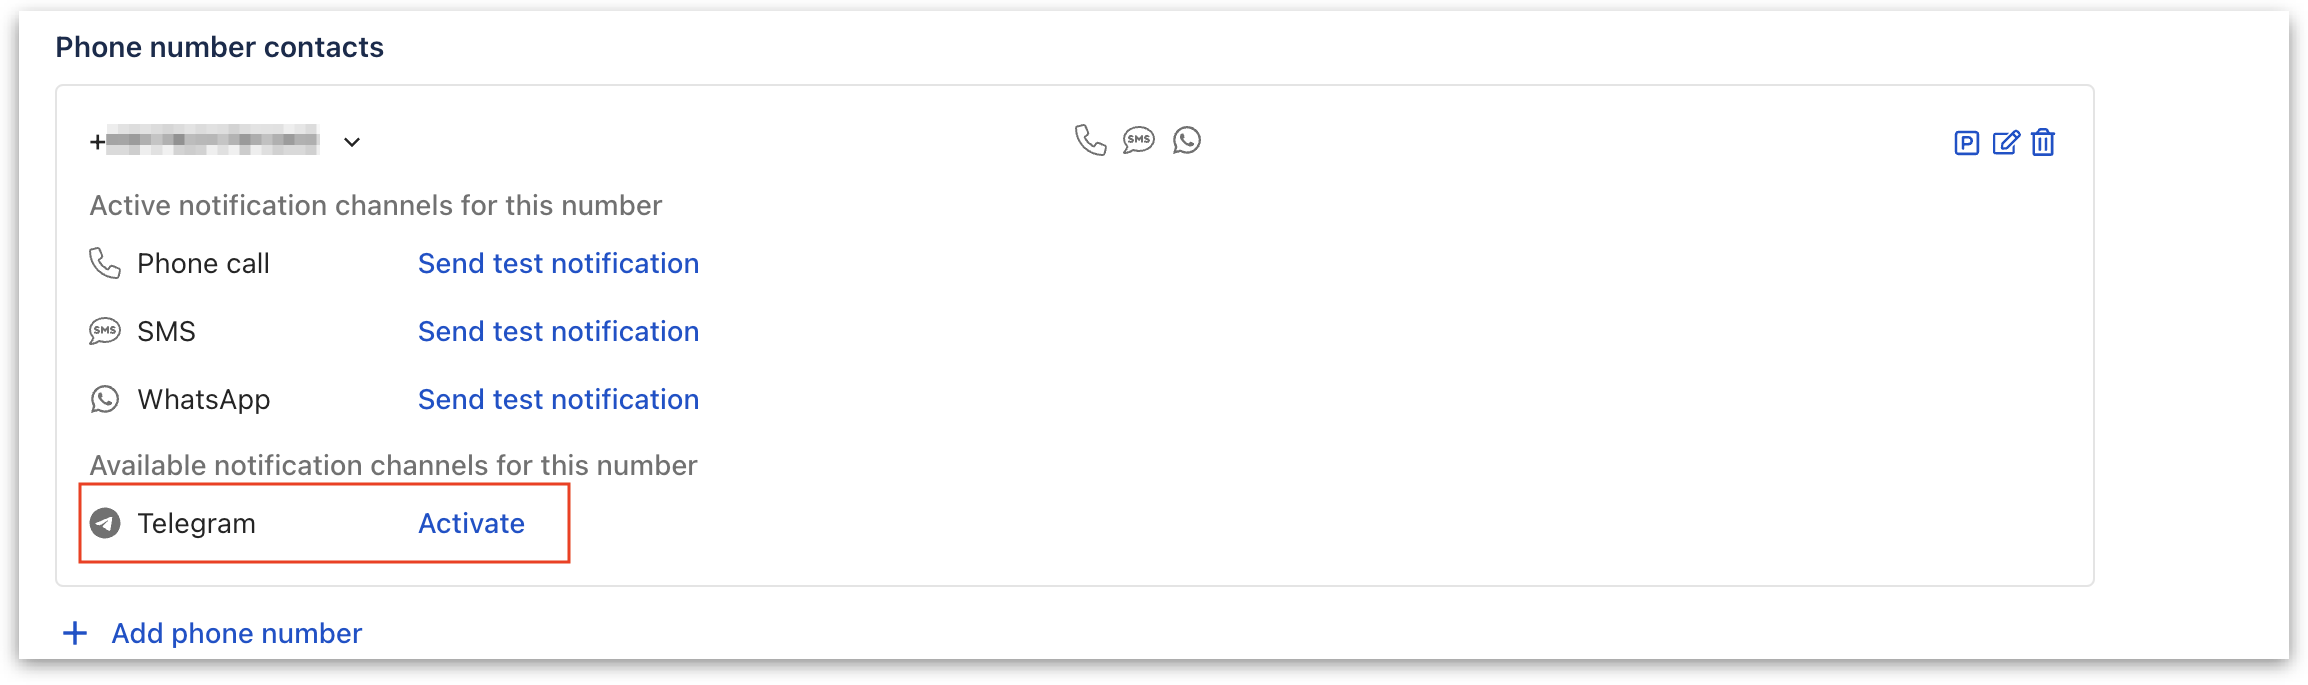 Phone number contacts
+
SMS
P
Active notification channels for this number
Phone call Send test notification
SMS SMS Send test notification
WhatsApp Send test notification
Available notification channels for this number
Telegram Activate
+ Add phone number